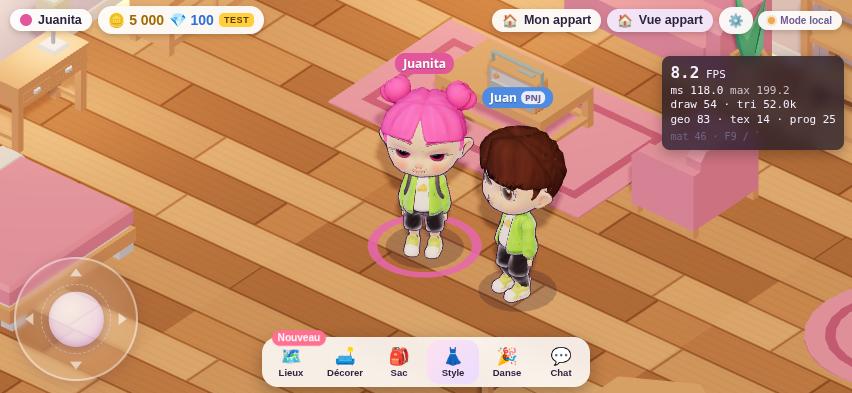 Juanita
5 000 100 TEST
Mon appart
Vue appart
Mode local
Juanita
Juan PNJ
8.2 FPS
ms 118.0 max 199.2
draw 54 · tri 52.0k
geo 83 · tex 14 · prog 25
mat 46 · F9 / `
Nouveau
Lieux
Décorer
Sac
Style
Danse
Chat